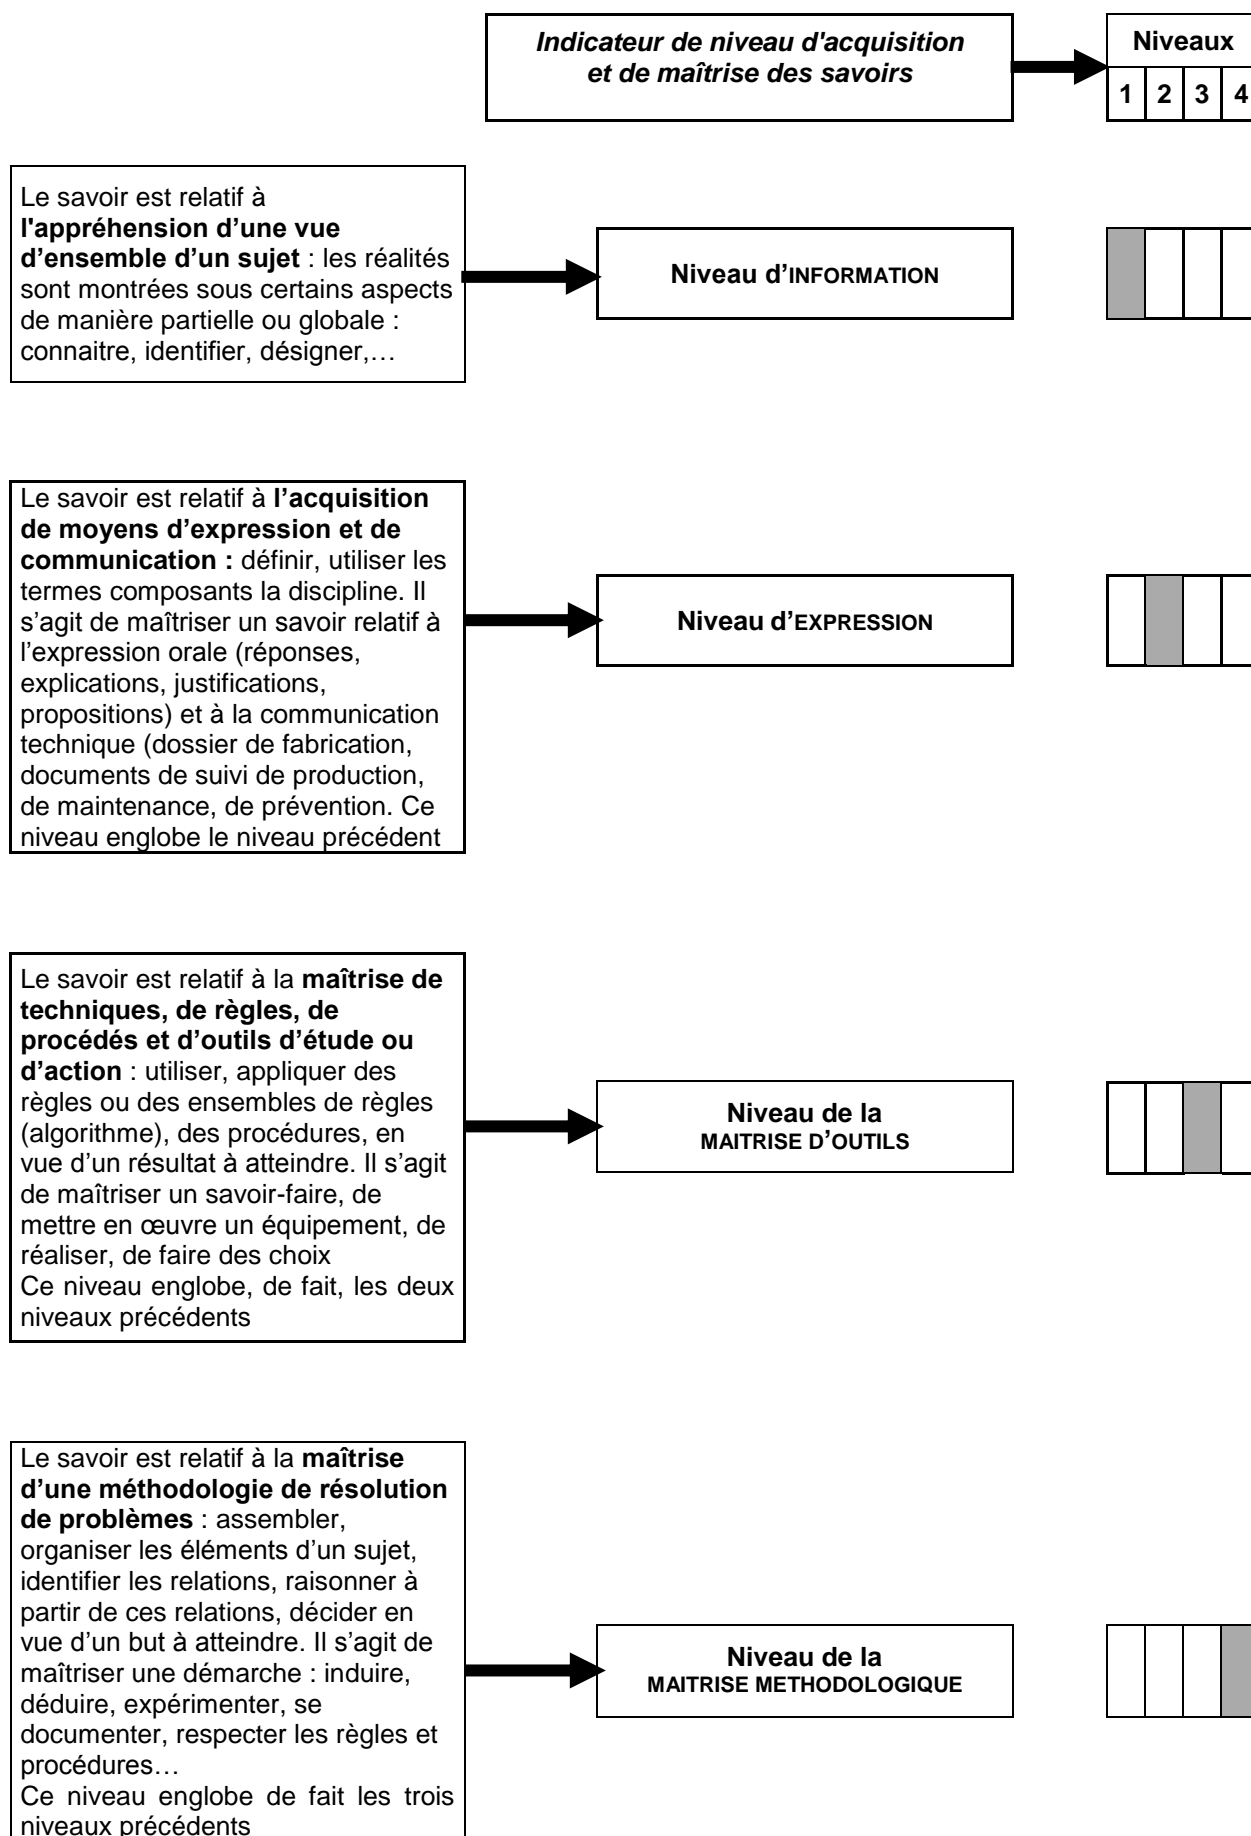 Indicateur de niveau d'acquisition
et de maîtrise des savoirs
Niveaux
1 2 3 4
Le savoir est relatif à
l'appréhension d’une vue
d’ensemble d’un sujet : les réalités
sont montrées sous certains aspects
de manière partielle ou globale :
connaitre, identifier, désigner,…
Niveau d’INFORMATION
Le savoir est relatif à l’acquisition
de moyens d’expression et de
communication : définir, utiliser les
termes composants la discipline. Il
s’agit de maîtriser un savoir relatif à
l’expression orale (réponses,
explications, justifications,
propositions) et à la communication
technique (dossier de fabrication,
documents de suivi de production,
de maintenance, de prévention. Ce
niveau englobe le niveau précédent
Niveau d’EXPRESSION
Le savoir est relatif à la maîtrise de
techniques, de règles, de
procédés et d’outils d’étude ou
d’action : utiliser, appliquer des
règles ou des ensembles de règles
(algorithme), des procédures, en
vue d’un résultat à atteindre. Il s’agit
de maîtriser un savoir-faire, de
mettre en œuvre un équipement, de
réaliser, de faire des choix
Ce niveau englobe, de fait, les deux
niveaux précédents
Niveau de la
MAITRISE D’OUTILS
Le savoir est relatif à la maîtrise
d’une méthodologie de résolution
de problèmes : assembler,
organiser les éléments d’un sujet,
identifier les relations, raisonner à
partir de ces relations, décider en
vue d’un but à atteindre. Il s’agit de
maîtriser une démarche : induire,
déduire, expérimenter, se
documenter, respecter les règles et
procédures…
Ce niveau englobe de fait les trois
niveaux précédents
Niveau de la
MAITRISE METHODOLOGIQUE